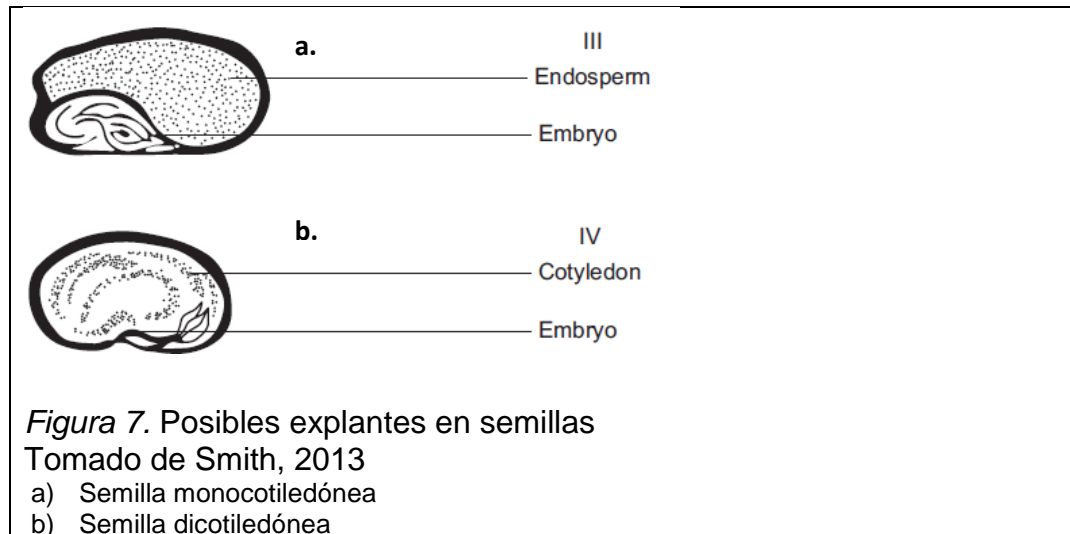 a.
III
Endosperm
Embryo
b.
IV
Cotyledon
Embryo
Figura 7. Posibles explantes en semillas
Tomado de Smith, 2013
a) Semilla monocotiledónea
b) Semilla dicotiledónea